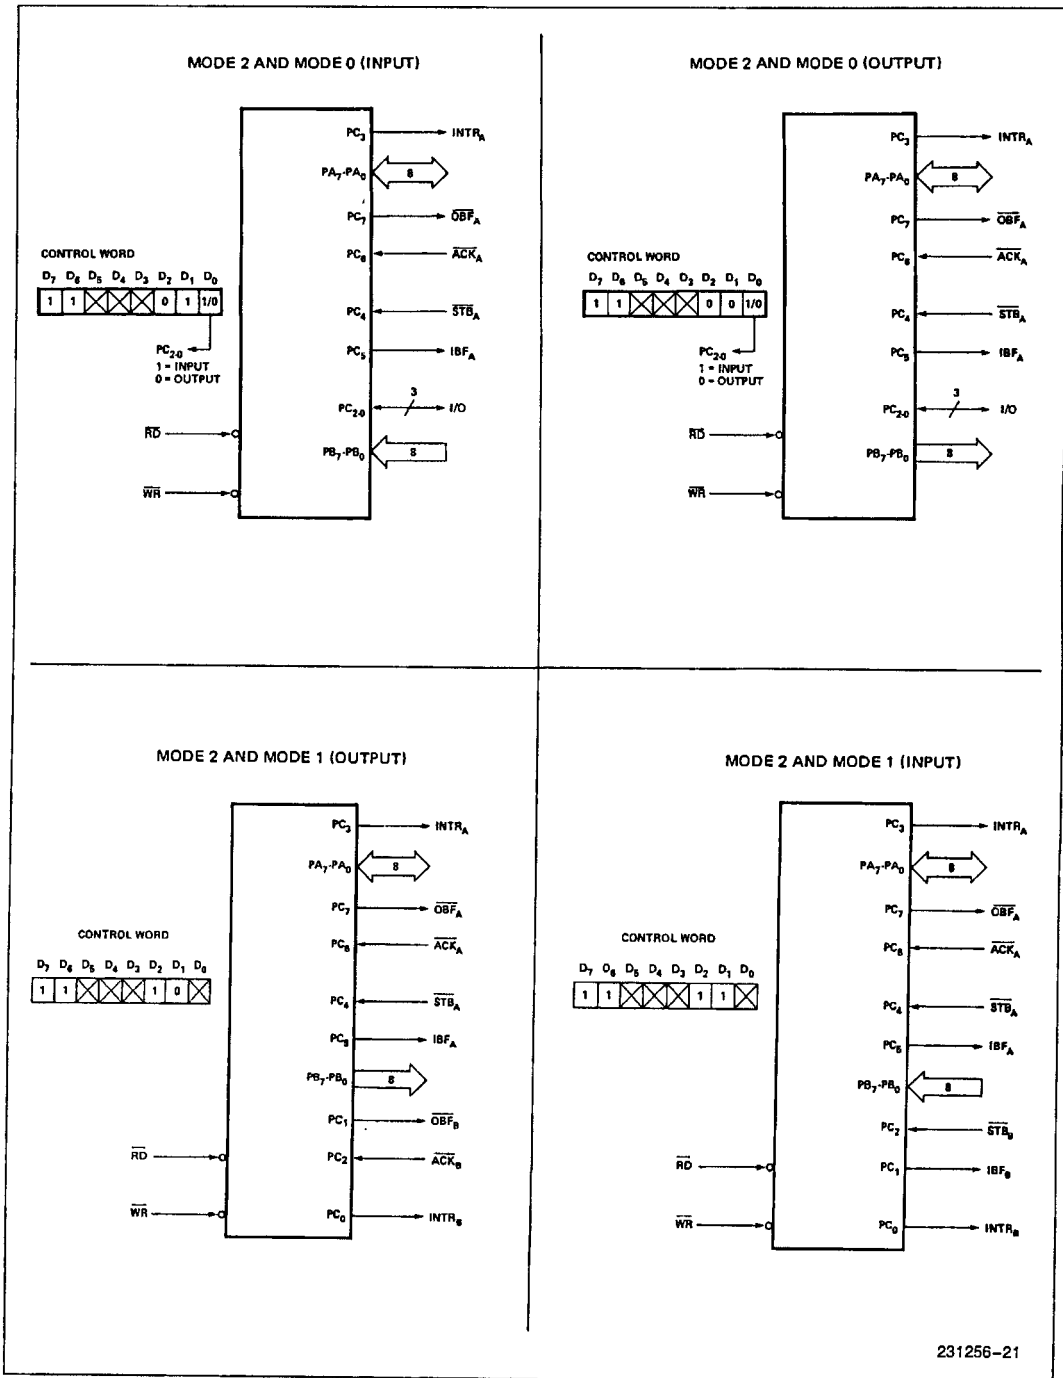 MODE 2 AND MODE 0 (INPUT)
PC3 INTRA
PA7-PA0 8
PC7 OBFA
PC6 ACKA
CONTROL WORD
D7 D6 D5 D4 D3 D2 D1 D0
1 1 0 1 1/0
PC2-0
1 = INPUT
0 = OUTPUT
PC4 STBA
PC5 IBFA
PC2-0 3 I/O
RD
PB7-PB0 8
WR
MODE 2 AND MODE 0 (OUTPUT)
PC3 INTRA
PA7-PA0 8
PC7 OBFA
PC6 ACKA
CONTROL WORD
D7 D6 D5 D4 D3 D2 D1 D0
1 1 0 0 1/0
PC2-0
1 = INPUT
0 = OUTPUT
PC4 STBA
PC5 IBFA
PC2-0 3 I/O
RD
PB7-PB0 8
WR
MODE 2 AND MODE 1 (OUTPUT)
PC3 INTRA
PA7-PA0 8
PC7 OBFA
PC6 ACKA
CONTROL WORD
D7 D6 D5 D4 D3 D2 D1 D0
1 1 1 0
PC4 STBA
PC5 IBFA
PB7-PB0 8
PC1 OBFB
RD
PC2 ACKB
WR
PC0 INTRB
MODE 2 AND MODE 1 (INPUT)
PC3 INTRA
PA7-PA0 8
PC7 OBFA
PC6 ACKA
CONTROL WORD
D7 D6 D5 D4 D3 D2 D1 D0
1 1 1 1
PC4 STBA
PC5 IBFA
PB7-PB0 8
PC2 STBB
RD
PC1 IBFB
WR
PC0 INTRB
231256-21